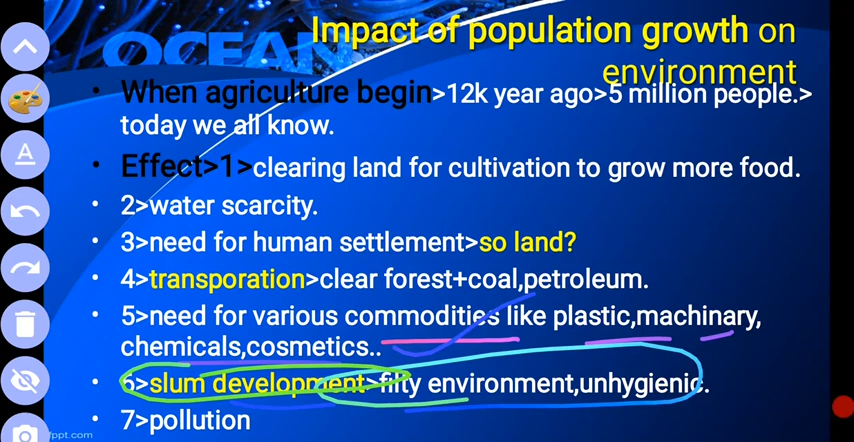 OCEAN
Impact of population growth on
environment
• When agriculture begin>12k year ago>5 million people.>
today we all know.
• Effect>1>clearing land for cultivation to grow more food.
• 2>water scarcity.
• 3>need for human settlement>so land?
• 4>transporation>clear forest+coal,petroleum.
• 5>need for various commodities like plastic,machinary,
chemicals,cosmetics..
• 6>slum development>filty environment,unhygienic.
• 7>pollution
fppt.com
A